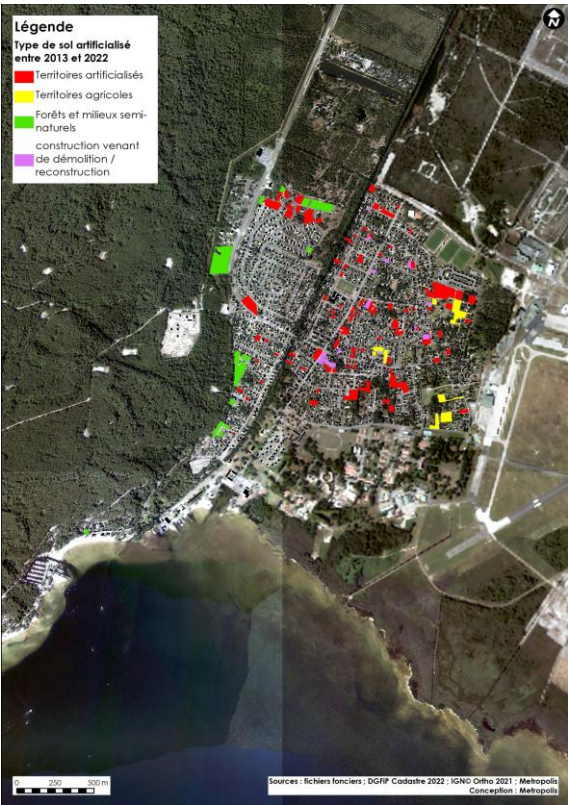 Légende
Type de sol artificialisé
entre 2013 et 2022
Territoires artificialisés
Territoires agricoles
Forêts et milieux semi-
naturels
construction venant
de démolition /
reconstruction
N
0 250 500 m
Sources : fichiers fonciers ; DGFiP Cadastre 2022 ; IGN© Ortho 2021 ; Metropolis
Conception : Metropolis